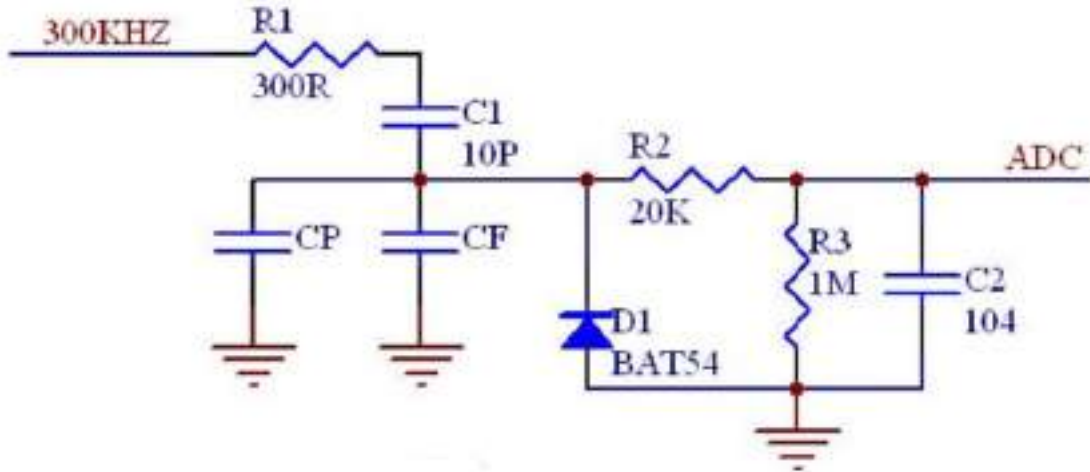 300KHZ
R1
300R
C1
10P
R2
20K
ADC
CP
CF
R3
1M
C2
104
D1
BAT54